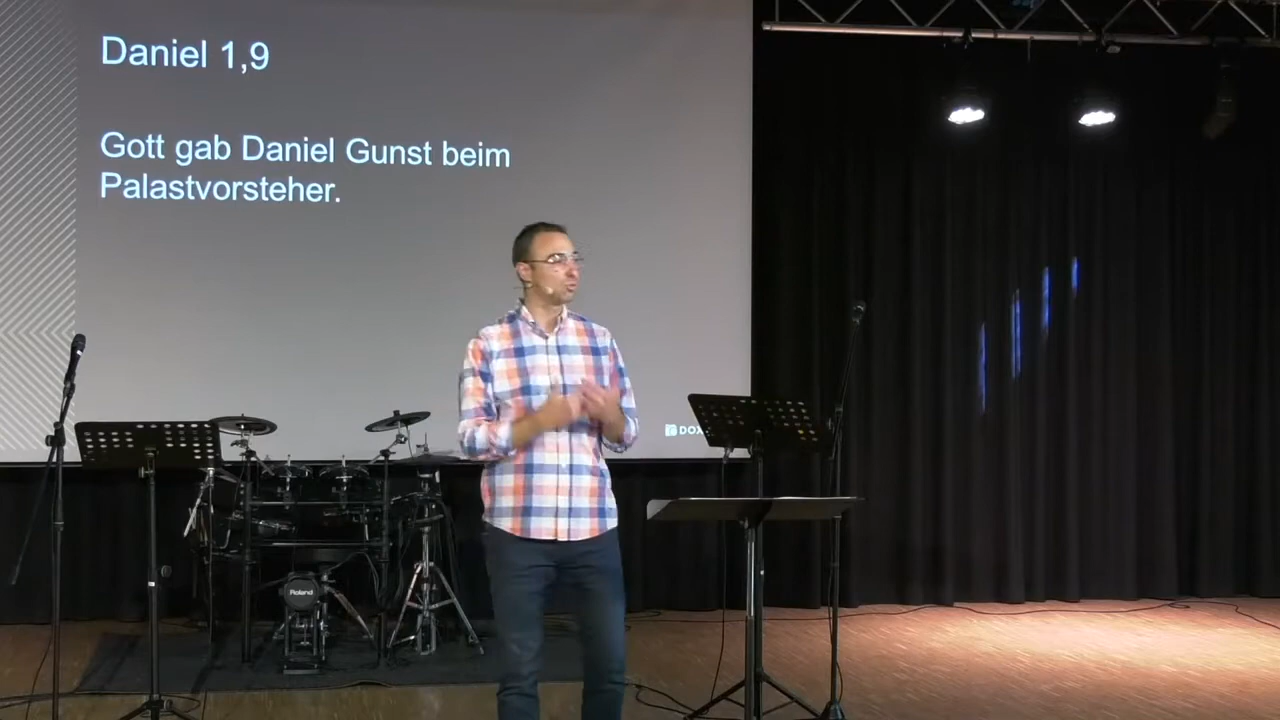 Daniel 1,9
Gott gab Daniel Gunst beim
Palastvorsteher.
Roland